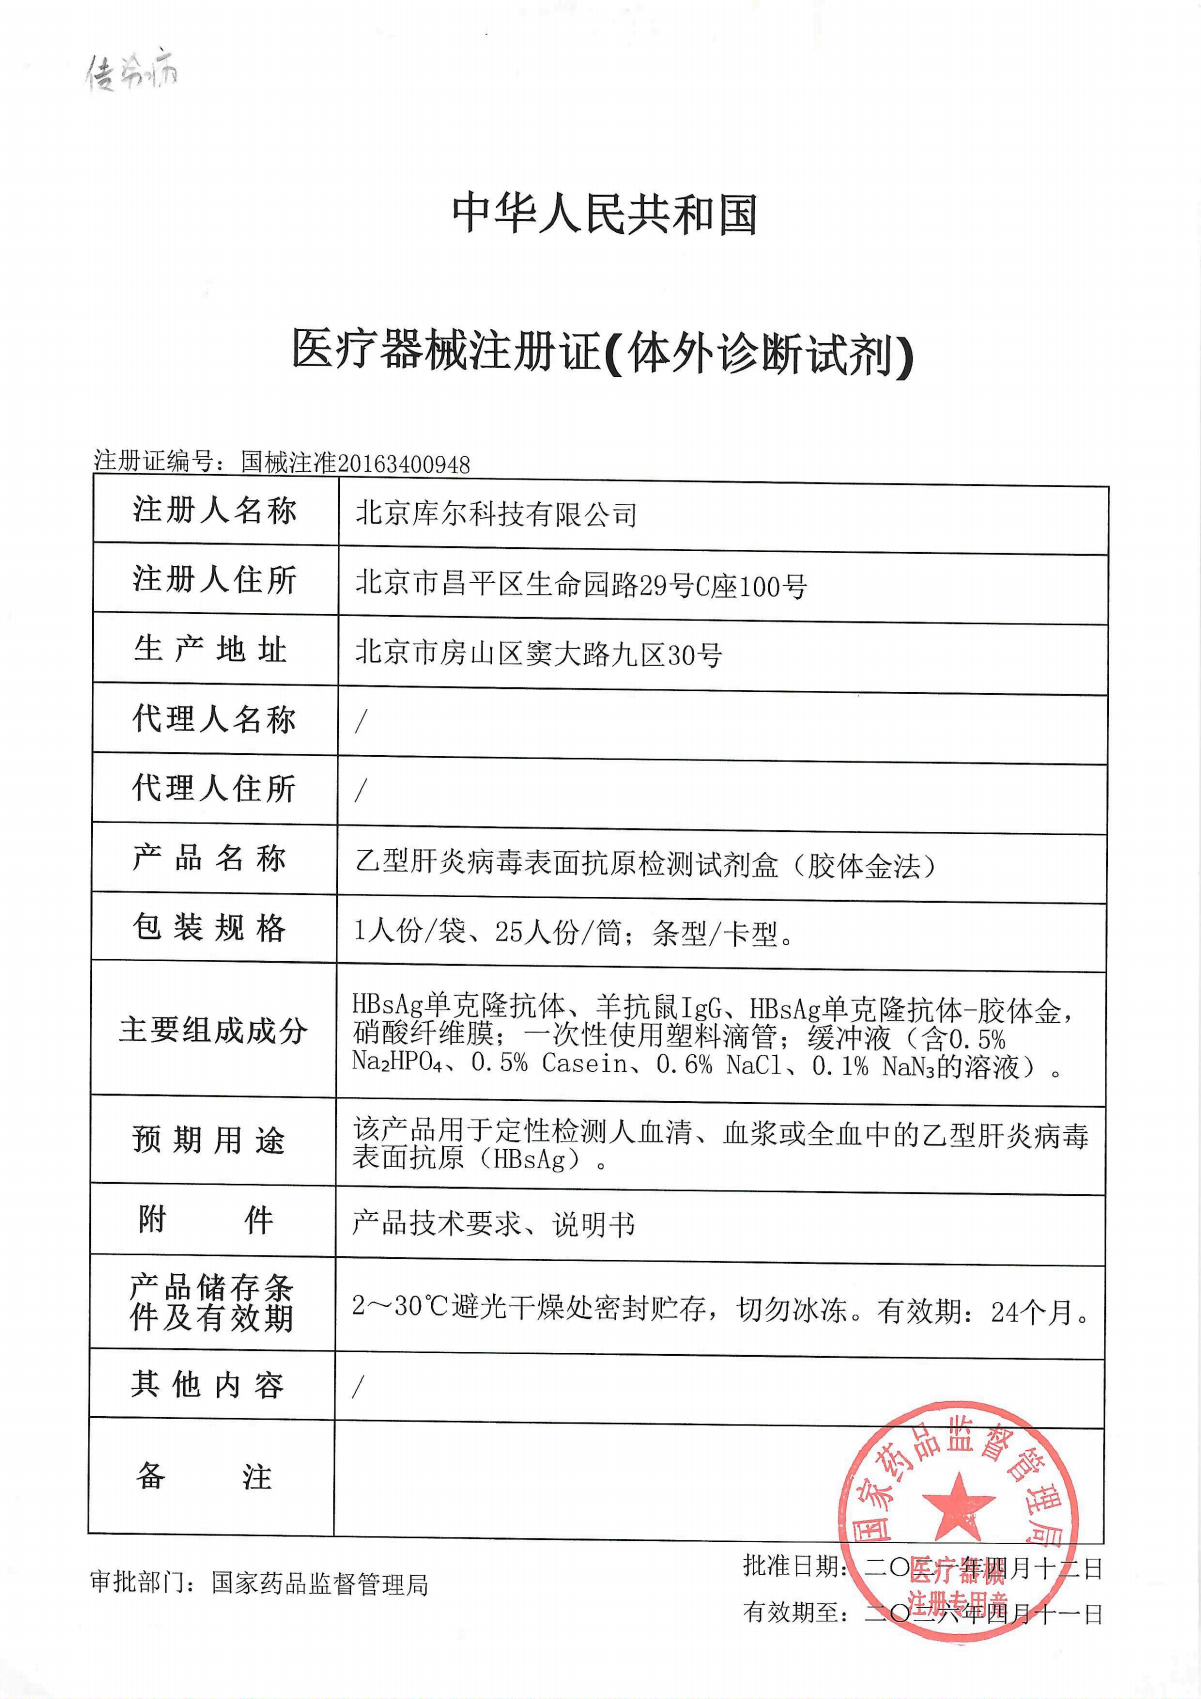 传染病
中华人民共和国
医疗器械注册证(体外诊断试剂)
注册证编号：国械注准20163400948
注册人名称 北京库尔科技有限公司
注册人住所 北京市昌平区生命园路29号C座100号
生产地址 北京市房山区窦大路九区30号
代理人名称 /
代理人住所 /
产品名称 乙型肝炎病毒表面抗原检测试剂盒（胶体金法）
包装规格 1人份/袋、25人份/筒；条型/卡型。
主要组成成分
HBsAg单克隆抗体、羊抗鼠IgG、HBsAg单克隆抗体-胶体金，
硝酸纤维膜；一次性使用塑料滴管；缓冲液（含0.5%
Na₂HPO₄、0.5% Casein、0.6% NaCl、0.1% NaN₃的溶液）。
预期用途
该产品用于定性检测人血清、血浆或全血中的乙型肝炎病毒
表面抗原（HBsAg）。
附件 产品技术要求、说明书
产品储存条
件及有效期
2～30℃避光干燥处密封贮存，切勿冰冻。有效期：24个月。
其他内容 /
备注
审批部门：国家药品监督管理局
批准日期：二〇二一年四月十二日
有效期至：二〇二六年四月十一日
国家药品监督管理局
医疗器械
注册专用章